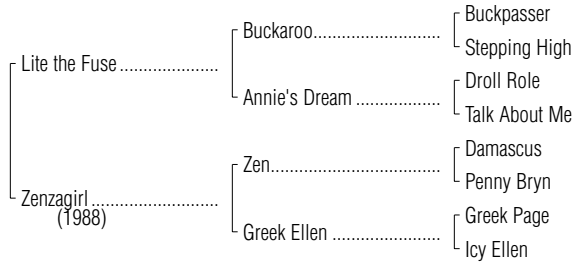 Buckpasser
Buckaroo
Stepping High
Lite the Fuse
Droll Role
Annie's Dream
Talk About Me
Damascus
Zen
Penny Bryn
Zenzagirl
(1988)
Greek Page
Greek Ellen
Icy Ellen